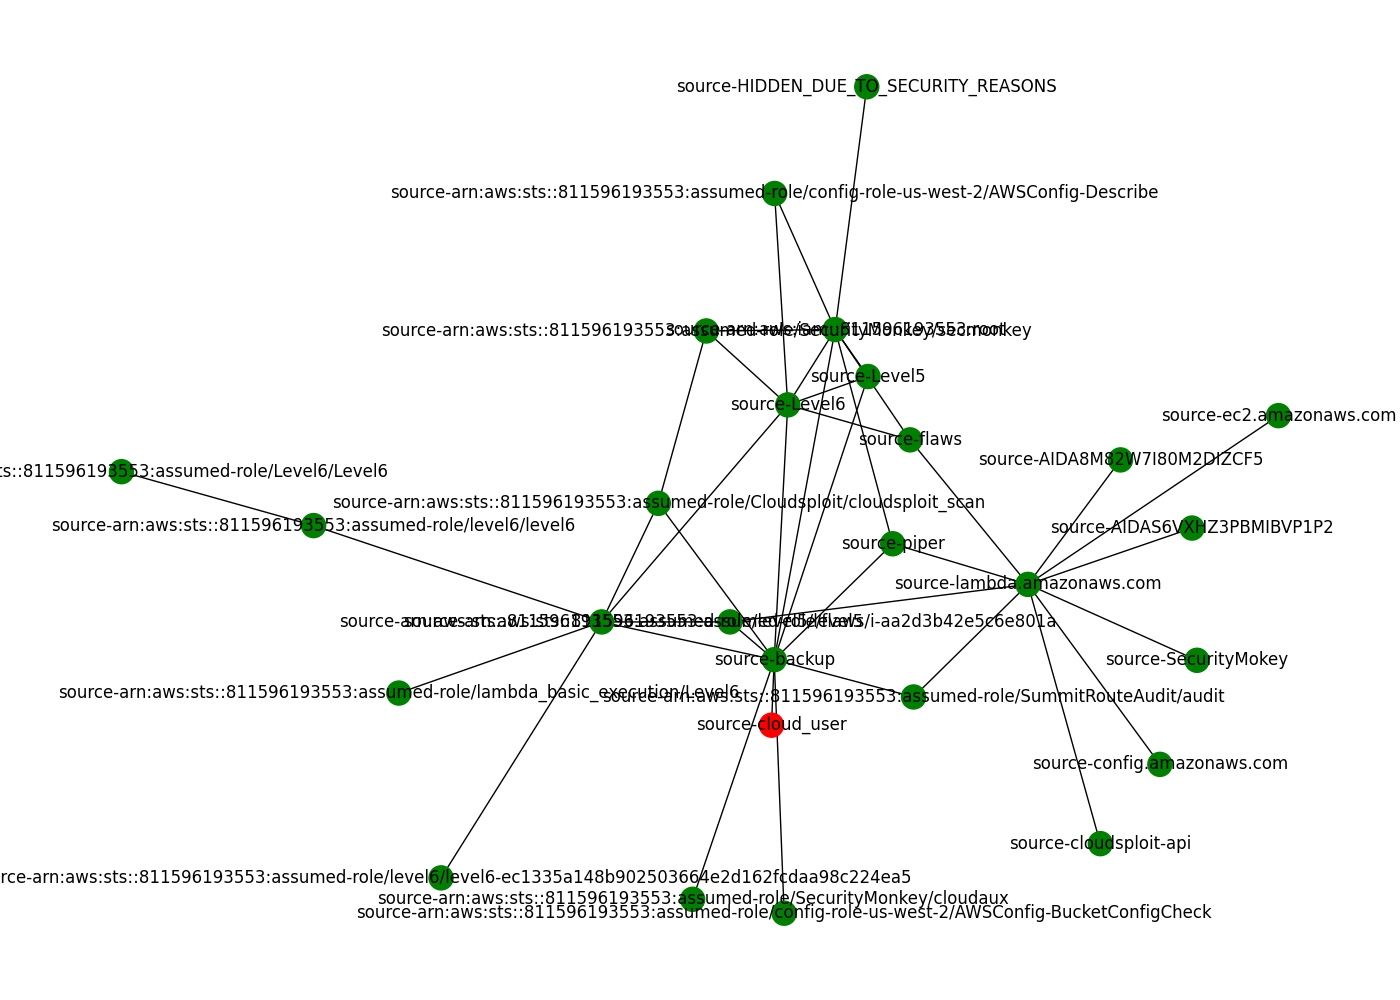 source-HIDDEN_DUE_TO_SECURITY_REASONS
source-arn:aws:sts::811596193553:assumed-role/config-role-us-west-2/AWSConfig-Describe
source-arn:aws:sts::811596193553:assumed-role/SecurityMonkey/secmonkey
source-arn:aws:iam::811596193553:root
source-Level5
source-Level6
source-ec2.amazonaws.com
source-flaws
source-AIDA8M82W7I80M2DIZCF5
ts::811596193553:assumed-role/Level6/Level6
source-arn:aws:sts::811596193553:assumed-role/Cloudsploit/cloudsploit_scan
source-arn:aws:sts::811596193553:assumed-role/level6/level6
source-AIDAS6VXHZ3PBMIBVP1P2
source-piper
source-lambda.amazonaws.com
source-arn:aws:sts::811596193553:assumed-role/level5/level5
source-arn:aws:sts::811596193553:assumed-role/flaws/i-aa2d3b42e5c6e801a
source-backup
source-SecurityMokey
source-arn:aws:sts::811596193553:assumed-role/lambda_basic_execution/Level6
source-arn:aws:sts::811596193553:assumed-role/SummitRouteAudit/audit
source-cloud_user
source-config.amazonaws.com
source-cloudsploit-api
rce-arn:aws:sts::811596193553:assumed-role/level6/level6-ec1335a148b902503664e2d162fcdaa98c224ea5
source-arn:aws:sts::811596193553:assumed-role/SecurityMonkey/cloudaux
source-arn:aws:sts::811596193553:assumed-role/config-role-us-west-2/AWSConfig-BucketConfigCheck